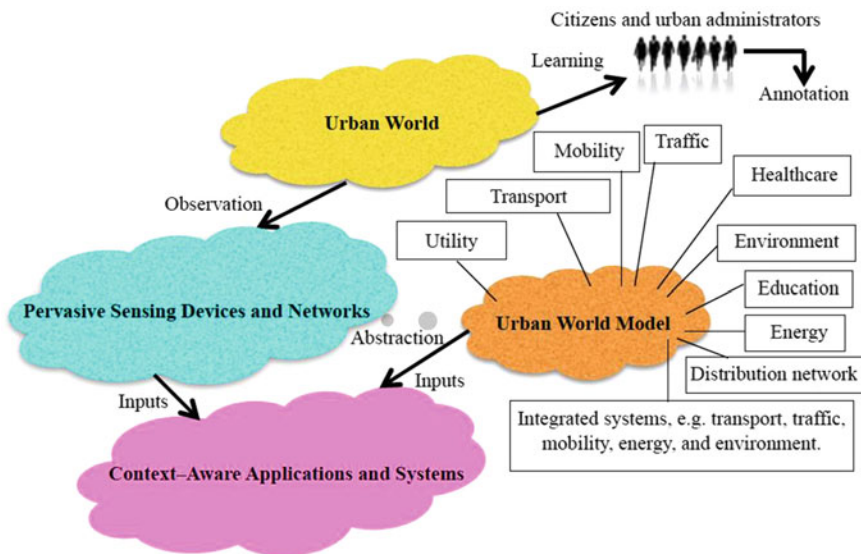 Citizens and urban administrators
Learning
Annotation
Urban World
Mobility
Traffic
Healthcare
Observation
Transport
Utility
Environment
Education
Pervasive Sensing Devices and Networks
Urban World Model
Energy
Abstraction
Distribution network
Inputs
Inputs
Integrated systems, e.g. transport, traffic,
mobility, energy, and environment.
Context–Aware Applications and Systems